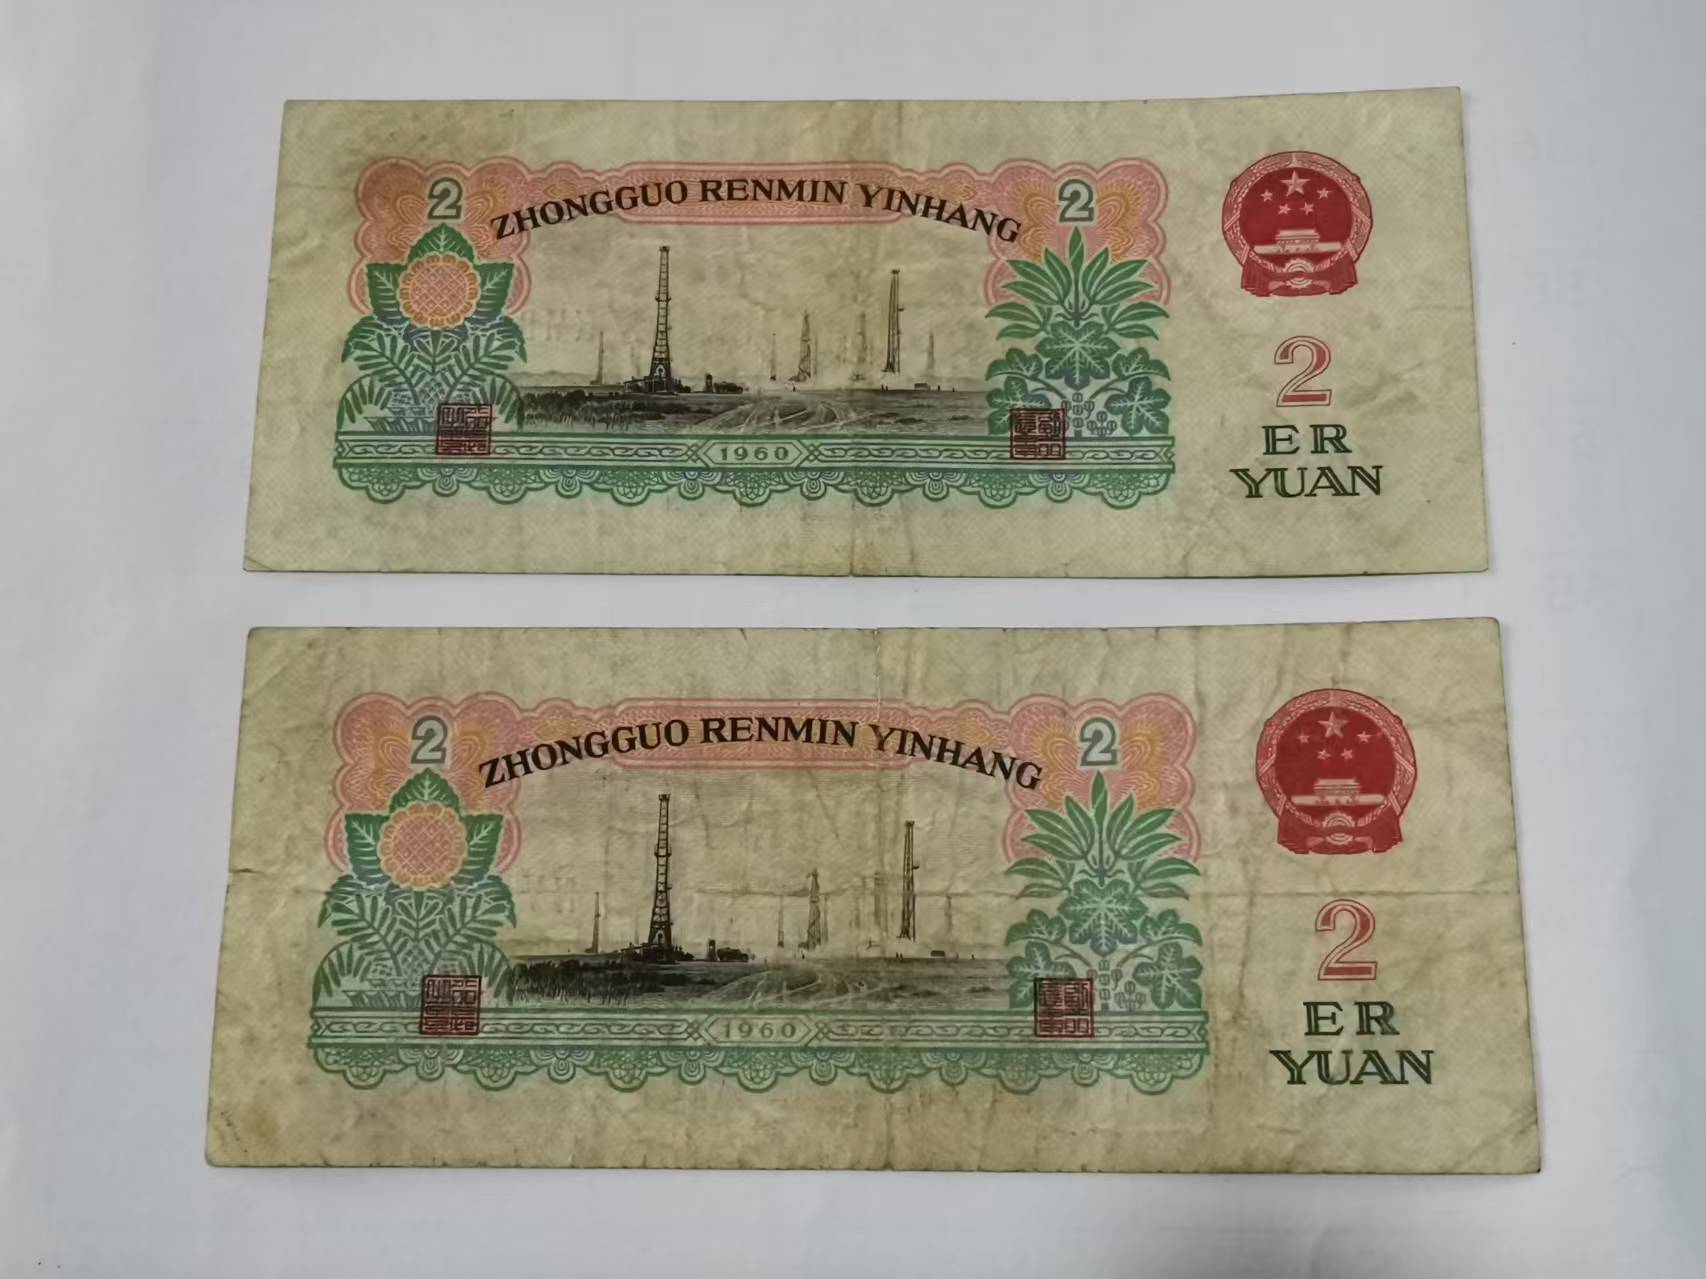 2 ZHONGGUO RENMIN YINHANG 2
2
ER
YUAN
1960
2 ZHONGGUO RENMIN YINHANG 2
2
ER
YUAN
1960